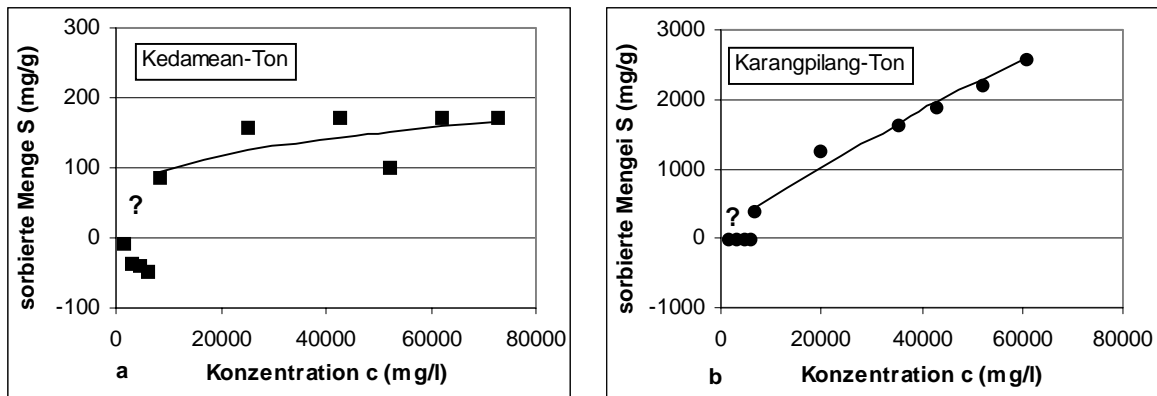 300
200
100
0
-100
sorbierte Menge S (mg/g)
Kedamean-Ton
?
0 20000 40000 60000 80000
a Konzentration c (mg/l)
3000
2000
1000
0
-1000
sorbierte Mengei S (mg/g)
Karangpilang-Ton
?
0 20000 40000 60000 80000
b Konzentration c (mg/l)